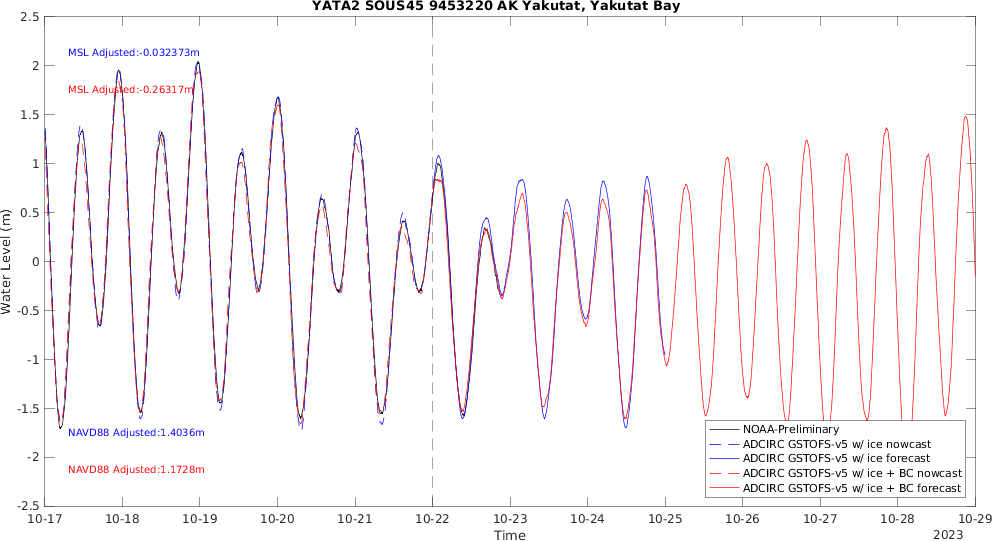 YATA2 SOUS45 9453220 AK Yakutat, Yakutat Bay
2.5
2
1.5
1
0.5
0
-0.5
-1
-1.5
-2
-2.5
Water Level (m)
MSL Adjusted:-0.032373m
MSL Adjusted:-0.26317m
NAVD88 Adjusted:1.4036m
NAVD88 Adjusted:1.1728m
NOAA-Preliminary
ADCIRC GSTOFS-v5 w/ ice nowcast
ADCIRC GSTOFS-v5 w/ ice forecast
ADCIRC GSTOFS-v5 w/ ice + BC nowcast
ADCIRC GSTOFS-v5 w/ ice + BC forecast
10-17 10-18 10-19 10-20 10-21 10-22 10-23 10-24 10-25 10-26 10-27 10-28 10-29
Time
2023